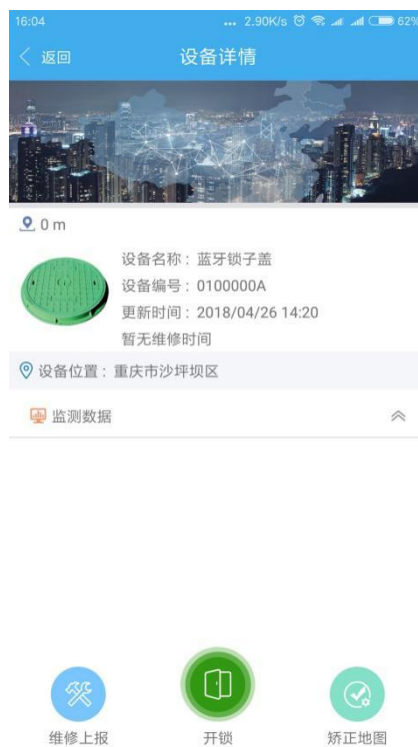 16:04 ... 2.90K/s 62%
返回 设备详情
0 m
设备名称：蓝牙锁子盖
设备编号：0100000A
更新时间：2018/04/26 14:20
暂无维修时间
设备位置：重庆市沙坪坝区
监测数据
维修上报 开锁 矫正地图